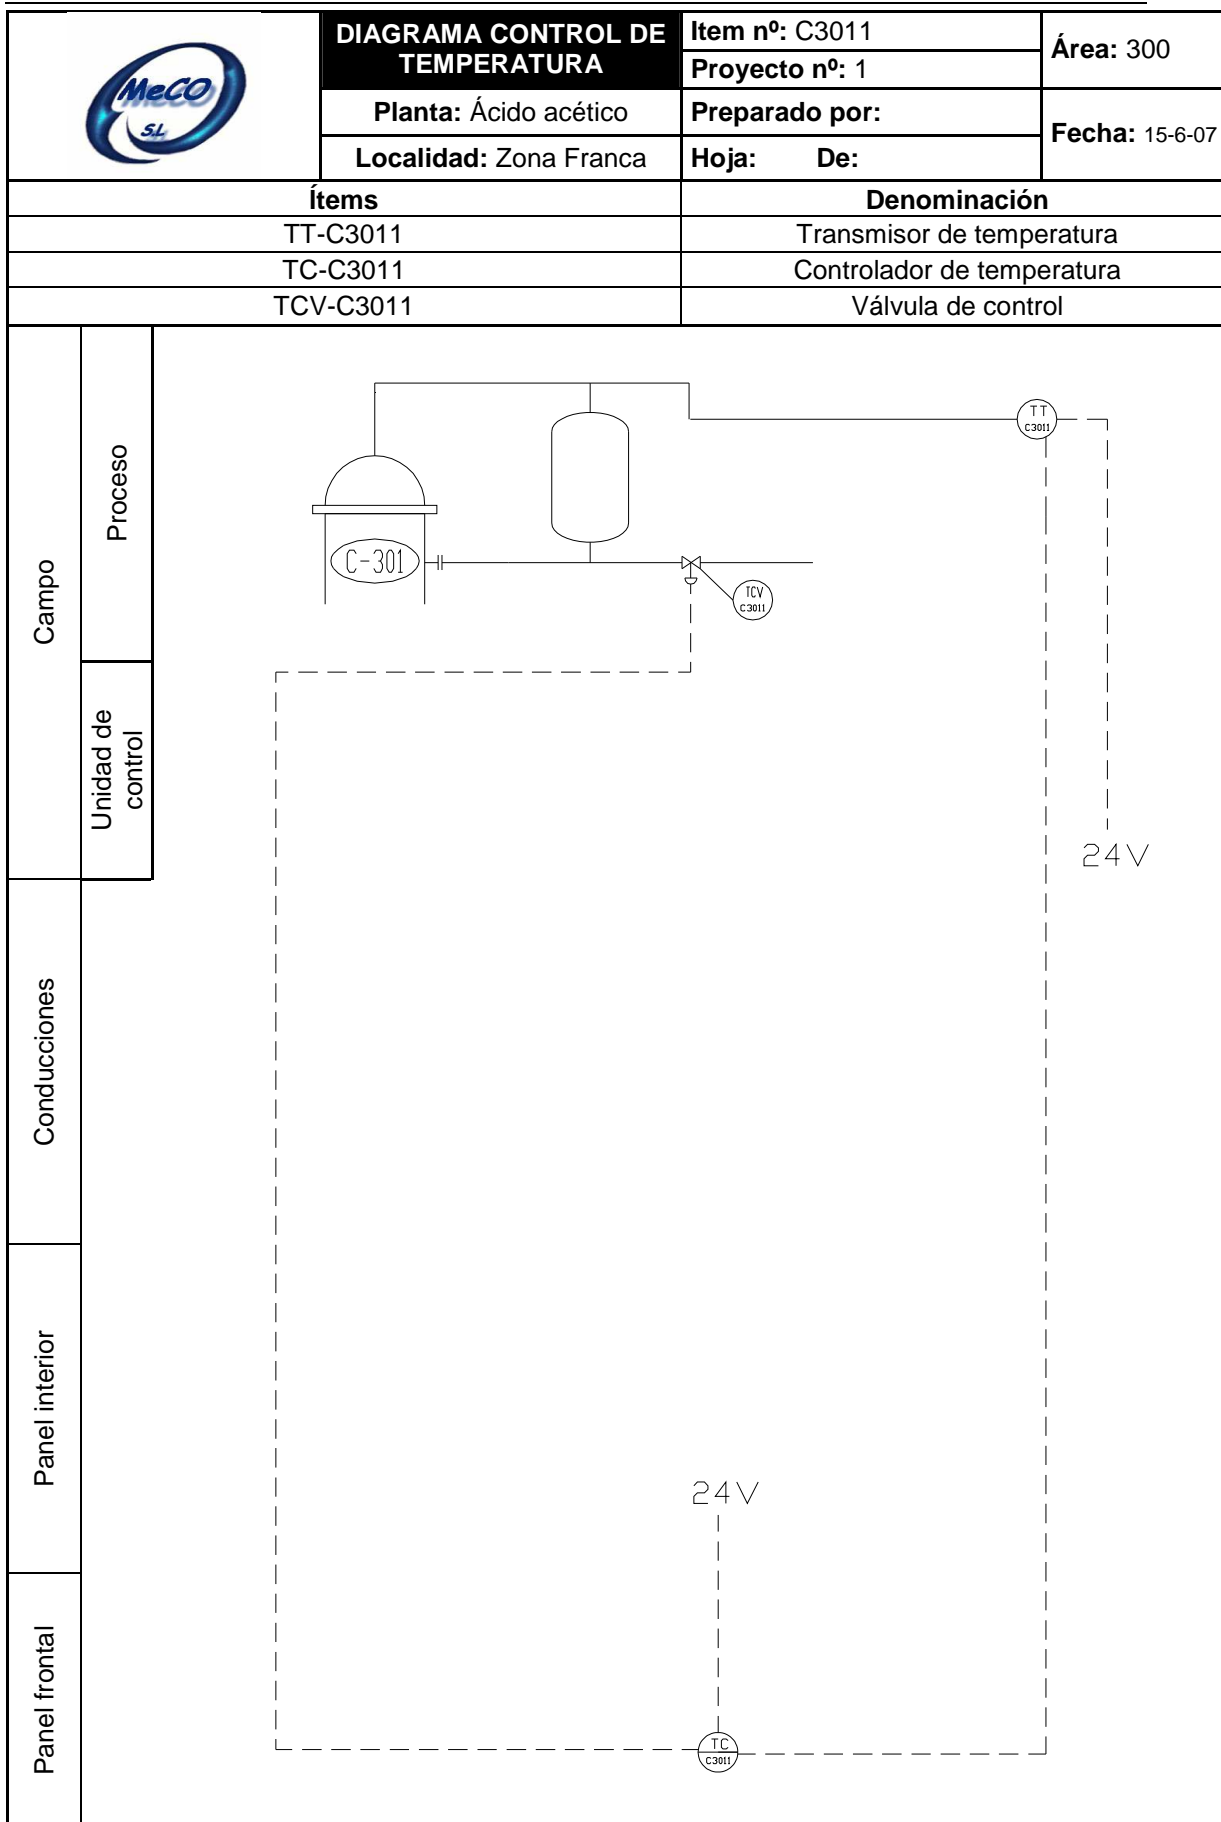 MeCO
S.L
DIAGRAMA CONTROL DE
TEMPERATURA
Item nº: C3011
Área: 300
Proyecto nº: 1
Planta: Ácido acético
Preparado por:
Fecha: 15-6-07
Localidad: Zona Franca
Hoja: De:
Ítems
Denominación
TT-C3011
Transmisor de temperatura
TC-C3011
Controlador de temperatura
TCV-C3011
Válvula de control
Campo
Proceso
Unidad de
control
Conducciones
Panel interior
Panel frontal
TT
C3011
C-301
TCV
C3011
24V
24V
TC
C3011